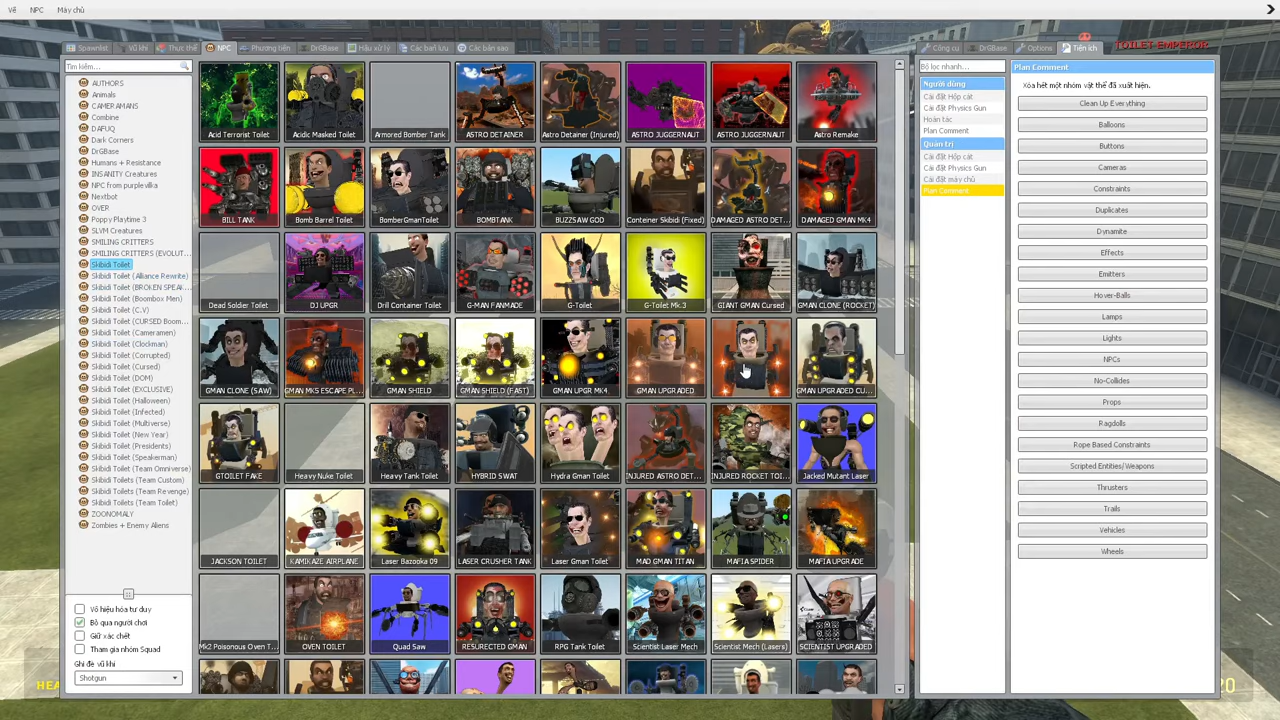 Vẽ NPC Máy chủ
Spawnlist Vũ khí Thực thể NPC Phương tiện DrGBase Hậu xử lý Các bản lưu Các bản sao
Công cụ DrGBase Options Tiện ích
TOILET EMPEROR
Tìm kiếm...
AUTHORS
Animals
CAMERAMANS
Combine
DAFUQ
Dark Corners
DrGBase
Humans + Resistance
INSANITY Creatures
NPC from purplevilka
Nextbot
OVER
Poppy Playtime 3
SLVM Creatures
SMILING CRITTERS
SMILING CRITTERS (EVOLUT...
Skibidi Toilet
Skibidi Toilet (Alliance Rewrite)
Skibidi Toilet (BROKEN SPEAK...
Skibidi Toilet (Boombox Men)
Skibidi Toilet (C.V)
Skibidi Toilet (CURSED Boom...
Skibidi Toilet (Cameramen)
Skibidi Toilet (Clockman)
Skibidi Toilet (Corrupted)
Skibidi Toilet (Cursed)
Skibidi Toilet (DOM)
Skibidi Toilet (EXCLUSIVE)
Skibidi Toilet (Halloween)
Skibidi Toilet (Infected)
Skibidi Toilet (Multiverse)
Skibidi Toilet (New Year)
Skibidi Toilet (Presidents)
Skibidi Toilet (Speakerman)
Skibidi Toilet (Team Omniverse)
Skibidi Toilets (Team Custom)
Skibidi Toilets (Team Revenge)
Skibidi Toilets (Team Toilet)
ZOONOMALY
Zombies + Enemy Aliens
Vô hiệu hóa tư duy
Bỏ qua người chơi
Giữ xác chết
Tham gia nhóm Squad
Ghi đè vũ khí
Shotgun
Acid Terrorist Toilet Acidic Masked Toilet Armored Bomber Tank ASTRO DETAINER Astro Detainer (Injured) ASTRO JUGGERNAUT ASTRO JUGGERNAUT Astro Remake
BILL TANK Bomb Barrel Toilet BomberGmanToilet BOMBTANK BUZZSAW GOD Conteiner Skibidi (Fixed) DAMAGED ASTRO DET... DAMAGED GMAN MK4
Dead Soldier Toilet DJ UPGR Dril Container Toilet G-MAN FANMADE G-Toilet G-Toilet Mk.3 GIANT GMAN Cursed GMAN CLONE (ROCKET)
GMAN CLONE (SAW) GMAN MK5 ESCAPE PL... GMAN SHIELD GMAN SHIELD (FAST) GMAN UPGR MK4 GMAN UPGRADED GMAN UPGRADED CU...
GTOILET FAKE Heavy Nuke Toilet Heavy Tank Toilet HYBRID SWAT Hydra Gman Toilet INJURED ASTRO DET... INJURED ROCKET TOI... Jacked Mutant Laser
JACKSON TOILET KAMIKAZE AIRPLANE Laser Bazooka 09 LASER CRUSHER TANK Laser Gman Toilet MAD GMAN TITAN MAFIA SPIDER MAFIA UPGRADE
Mk2 Poisonous Oven T... OVEN TOILET Quad Saw RESURECTED GMAN RPG Tank Toilet Scientist Laser Mech Scientist Mech (Lasers) SCIENTIST UPGRADED
Bộ lọc nhanh...
Người dùng
Cài đặt Hộp cát
Cài đặt Physics Gun
Hoàn tác
Plan Comment
Quản trị
Cài đặt Hộp cát
Cài đặt Physics Gun
Cài đặt máy chủ
Plan Comment
Plan Comment
Xóa hết một nhóm vật thể đã xuất hiện.
Clean Up Everything
Balloons
Buttons
Cameras
Constraints
Duplicates
Dynamite
Effects
Emitters
Hover-Balls
Lamps
Lights
NPCs
No-Collides
Props
Ragdolls
Rope Based Constraints
Scripted Entities/Weapons
Thrusters
Trails
Vehicles
Wheels
HEA
20